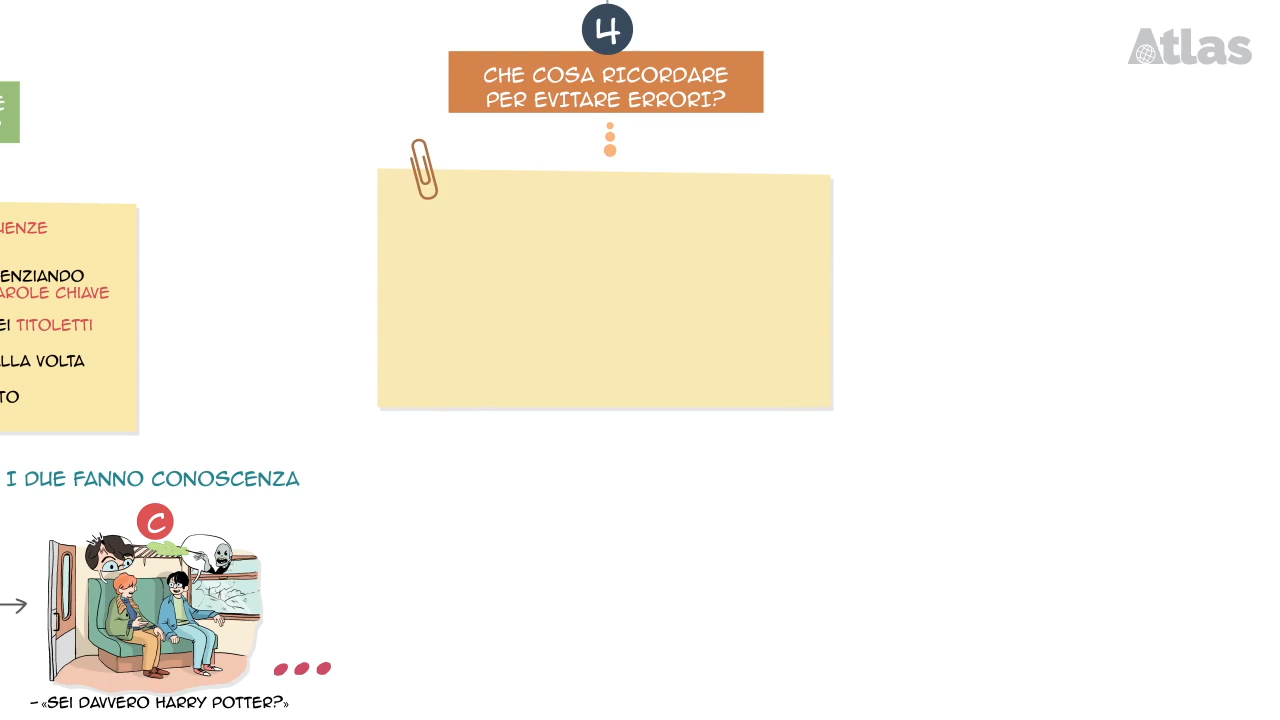 4
Atlas
CHE COSA RICORDARE
PER EVITARE ERRORI?
E
?
UENZE
ENZIANDO
AROLE CHIAVE
EI TITOLETTI
LLA VOLTA
TO
I DUE FANNO CONOSCENZA
C
– «SEI DAVVERO HARRY POTTER?»